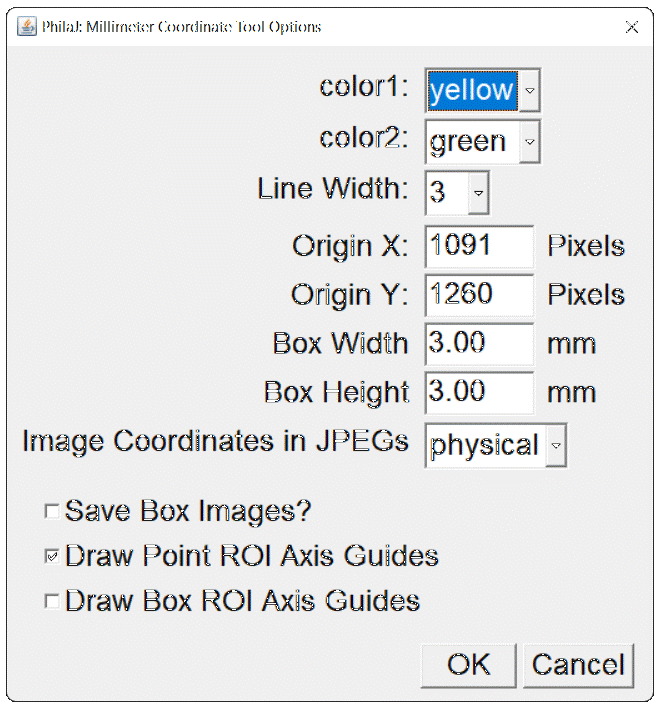 PhilaJ: Millimeter Coordinate Tool Options
color1: yellow
color2: green
Line Width: 3
Origin X: 1091 Pixels
Origin Y: 1260 Pixels
Box Width 3.00 mm
Box Height 3.00 mm
Image Coordinates in JPEGs physical
Save Box Images?
Draw Point ROI Axis Guides
Draw Box ROI Axis Guides
OK Cancel